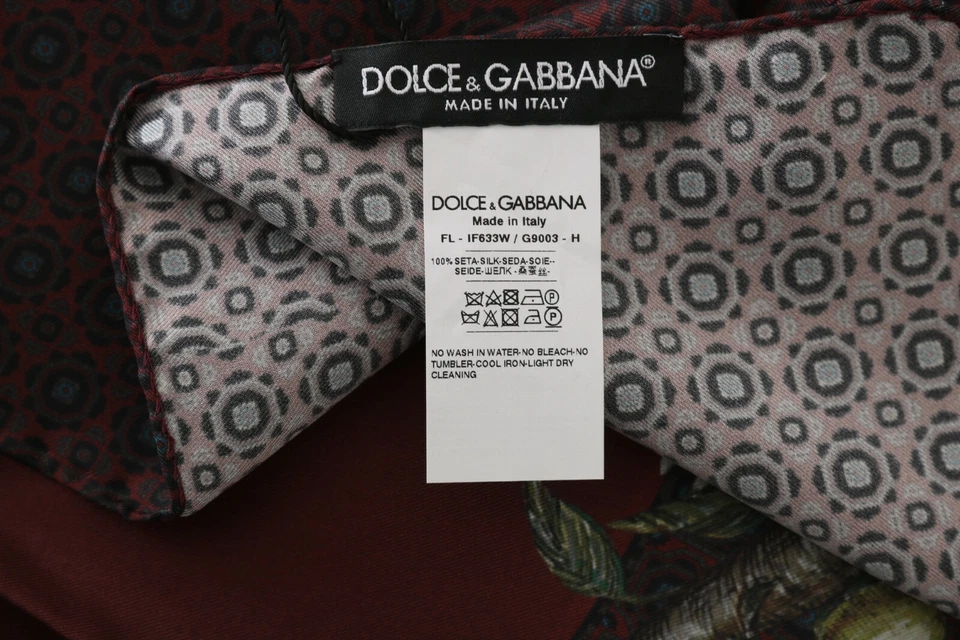 DOLCE & GABBANA®
MADE IN ITALY
DOLCE & GABBANA
Made in Italy
FL - IF633W / G9003 - H
100% SETA-SILK-SEDA-SOIE--
SEIDE-ШЕЛК -桑蚕丝-
NO WASH IN WATER-NO BLEACH-NO
TUMBLER-COOL IRON-LIGHT DRY
CLEANING